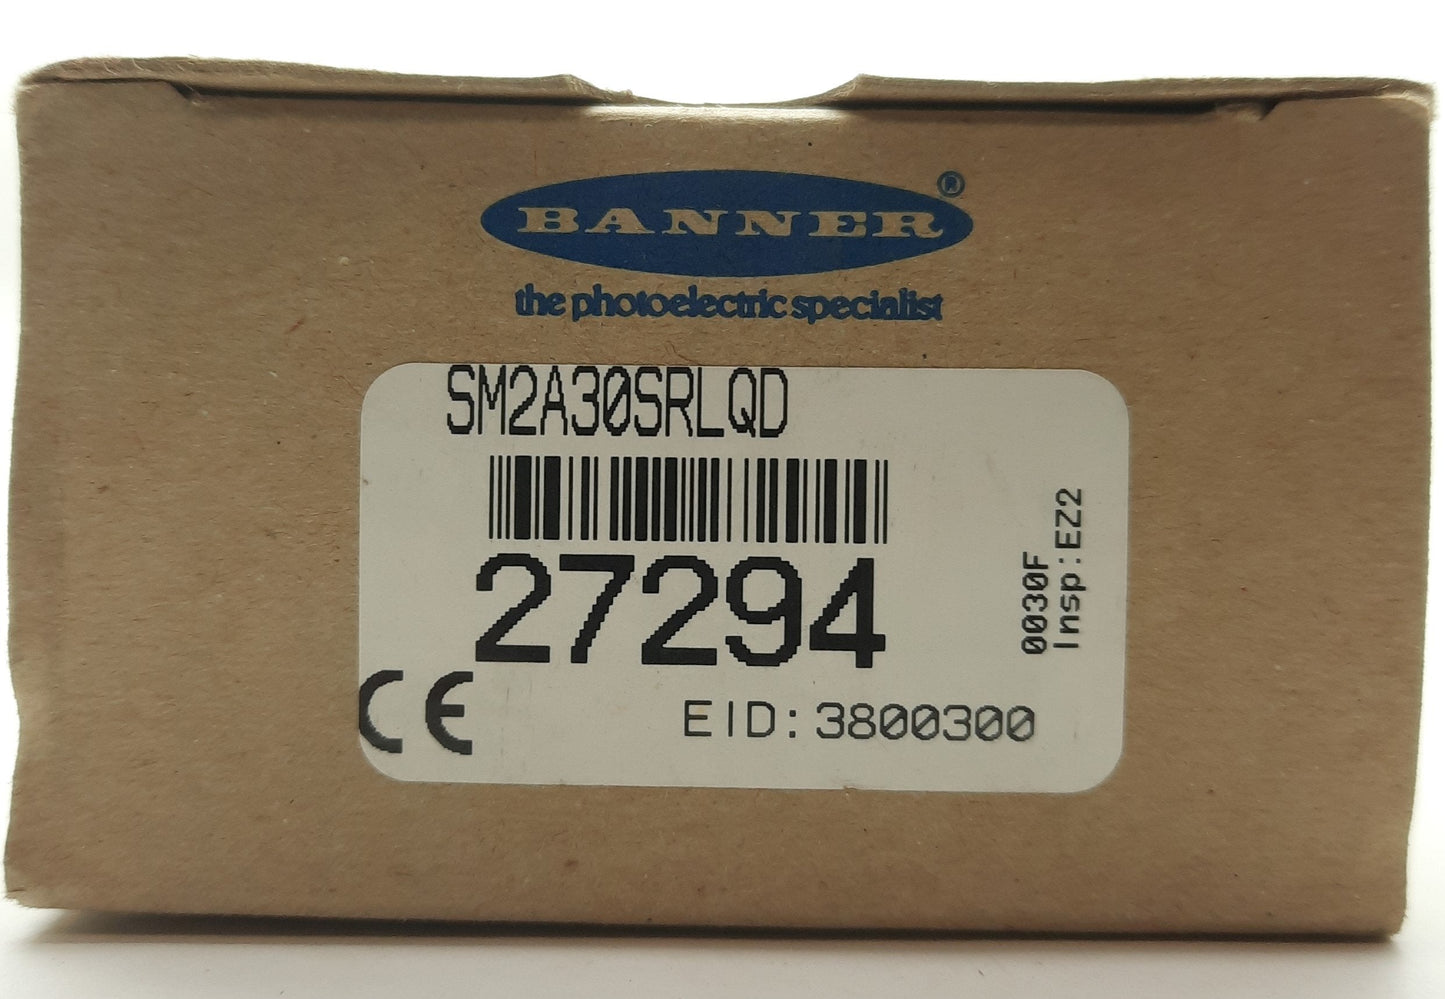 BANNER®
the photoelectric specialist
SM2A30SRLQD
27294
0030F
Insp:EZ2
CE
EID:3800300